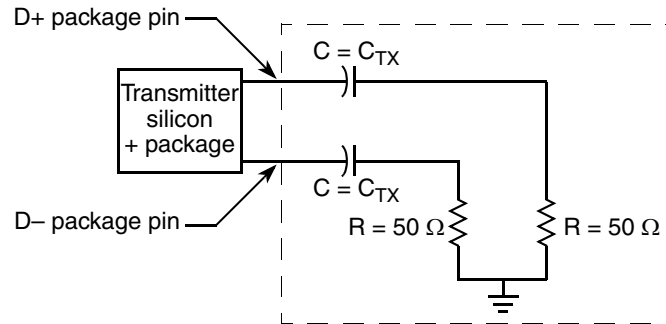 D+ package pin
C = CTX
Transmitter
silicon
+ package
C = CTX
D– package pin
R = 50 Ω
R = 50 Ω